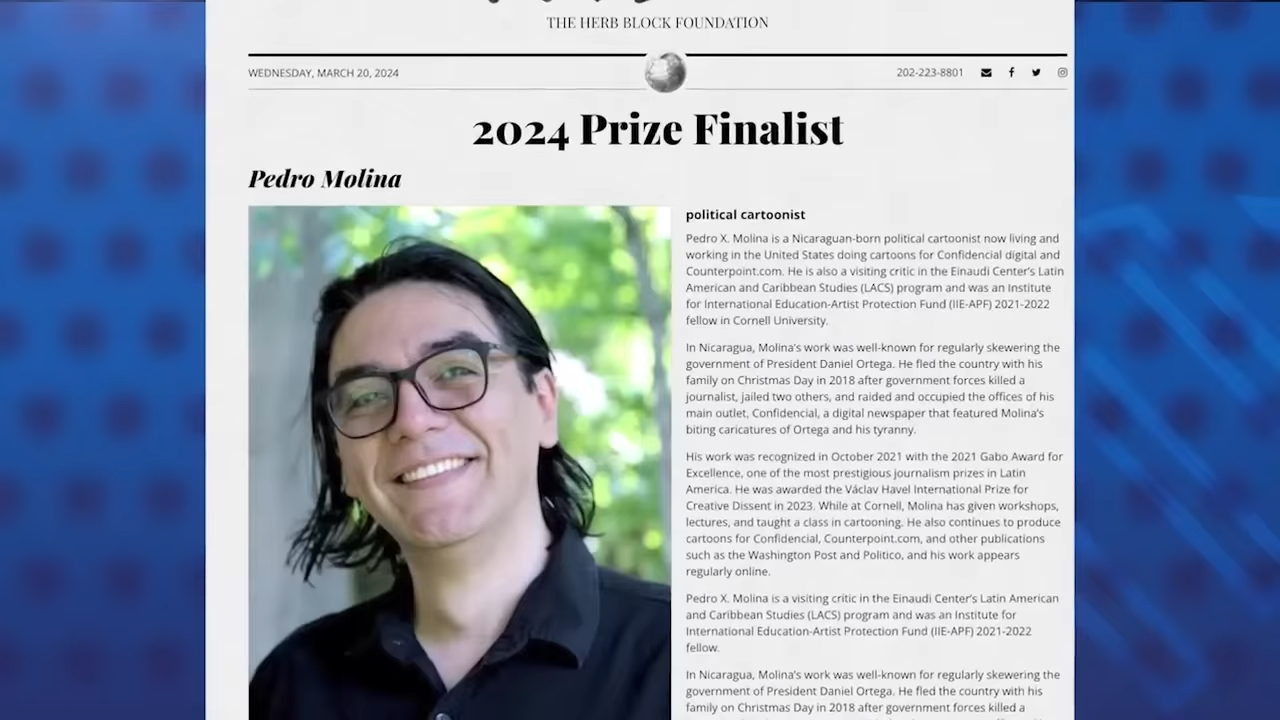 THE HERB BLOCK FOUNDATION
WEDNESDAY, MARCH 20, 2024
202-223-8801
2024 Prize Finalist
Pedro Molina
political cartoonist
Pedro X. Molina is a Nicaraguan-born political cartoonist now living and
working in the United States doing cartoons for Confidencial digital and
Counterpoint.com. He is also a visiting critic in the Einaudi Center's Latin
American and Caribbean Studies (LACS) program and was an Institute
for International Education-Artist Protection Fund (IIE-APF) 2021-2022
fellow in Cornell University.
In Nicaragua, Molina's work was well-known for regularly skewering the
government of President Daniel Ortega. He fled the country with his
family on Christmas Day in 2018 after government forces killed a
journalist, jailed two others, and raided and occupied the offices of his
main outlet, Confidencial, a digital newspaper that featured Molina's
biting caricatures of Ortega and his tyranny.
His work was recognized in October 2021 with the 2021 Gabo Award for
Excellence, one of the most prestigious journalism prizes in Latin
America. He was awarded the Václav Havel International Prize for
Creative Dissent in 2023. While at Cornell, Molina has given workshops,
lectures, and taught a class in cartooning. He also continues to produce
cartoons for Confidencial, Counterpoint.com, and other publications
such as the Washington Post and Politico, and his work appears
regularly online.
Pedro X. Molina is a visiting critic in the Einaudi Center's Latin American
and Caribbean Studies (LACS) program and was an Institute for
International Education-Artist Protection Fund (IIE-APF) 2021-2022
fellow.
In Nicaragua, Molina's work was well-known for regularly skewering the
government of President Daniel Ortega. He fled the country with his
family on Christmas Day in 2018 after government forces killed a